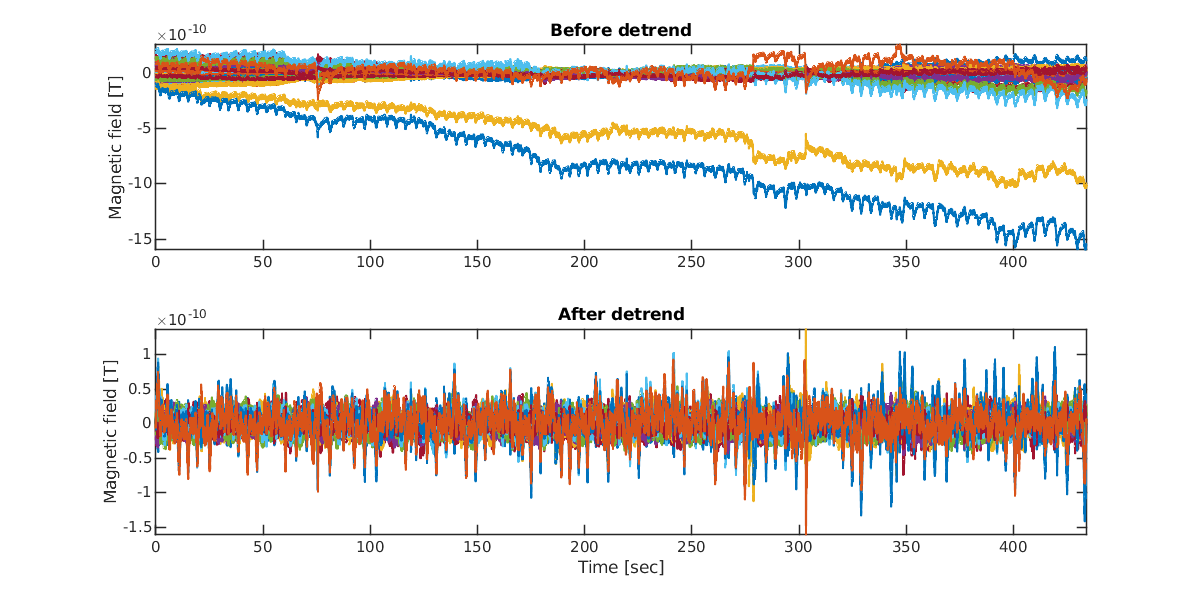 Before detrend
×10-10
0
-5
-10
-15
Magnetic field [T]
0 50 100 150 200 250 300 350 400
After detrend
×10-10
1
0.5
0
-0.5
-1
-1.5
Magnetic field [T]
0 50 100 150 200 250 300 350 400
Time [sec]